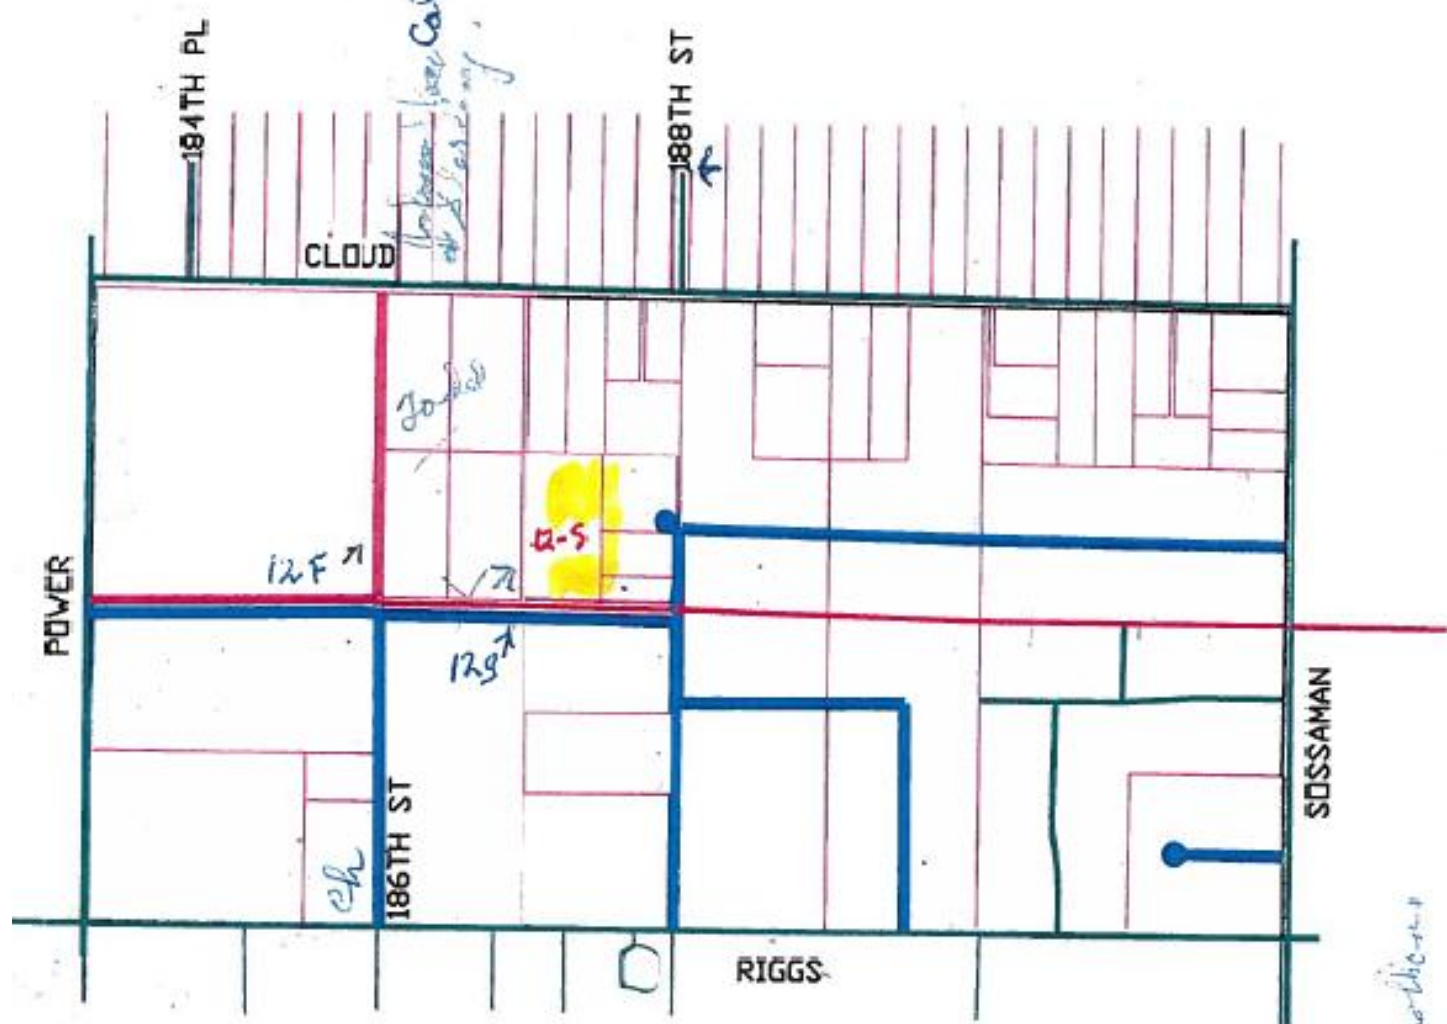 184TH PL
188TH ST
CLOUD
12-S
12F
POWER
12g
SOSSAMAN
186TH ST
RIGGS